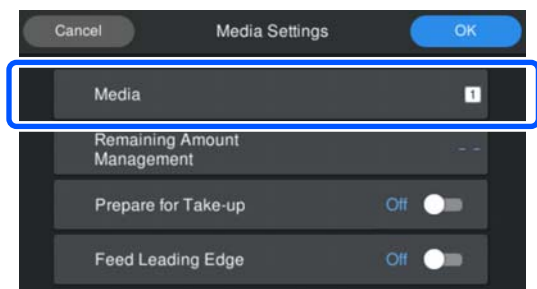 Cancel Media Settings OK
Media 1
Remaining Amount
Management - -
Prepare for Take-up Off
Feed Leading Edge Off